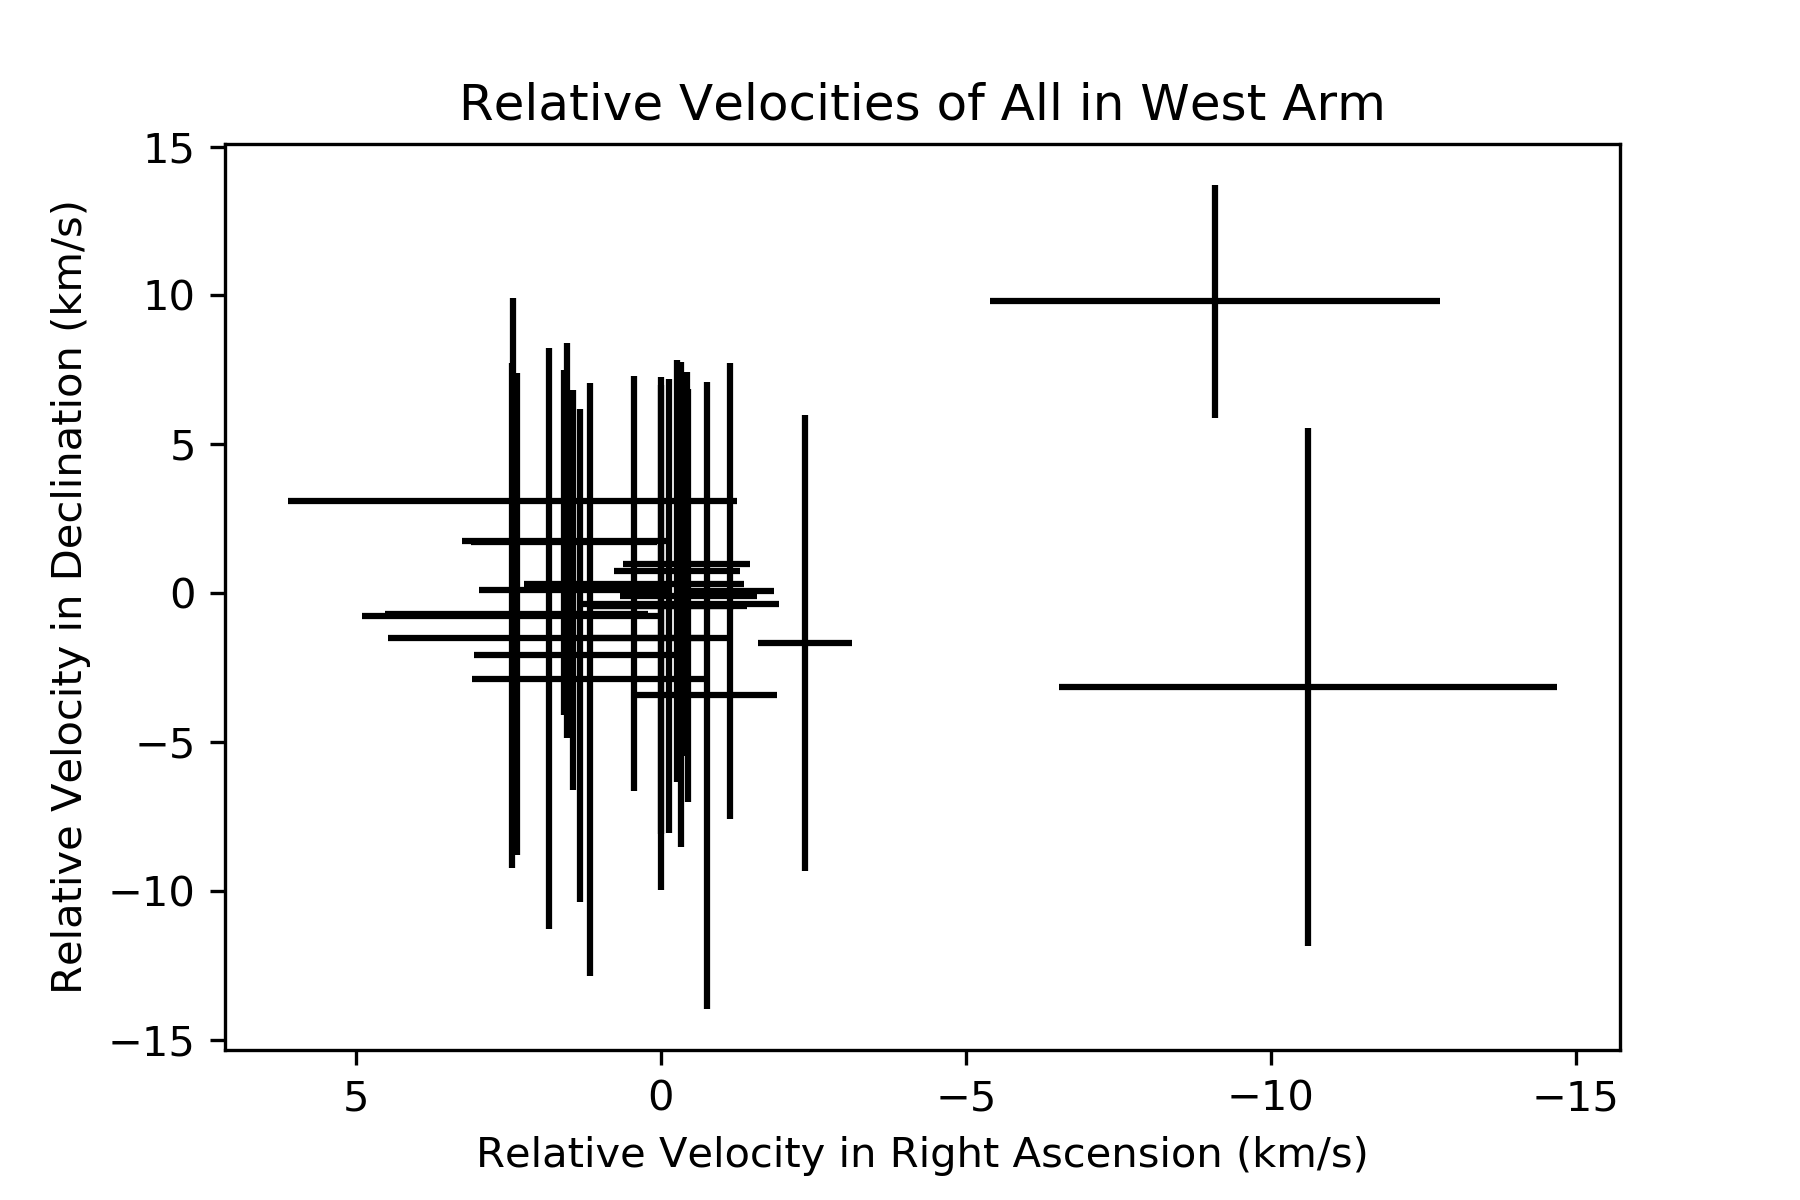 Relative Velocities of All in West Arm
Relative Velocity in Declination (km/s)
15
10
5
0
−5
−10
−15
5 0 −5 −10 −15
Relative Velocity in Right Ascension (km/s)